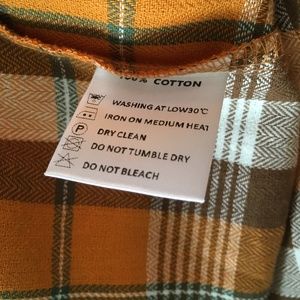 100% COTTON
WASHING AT LOW30℃
IRON ON MEDIUM HEAT
DRY CLEAN
DO NOT TUMBLE DRY
DO NOT BLEACH